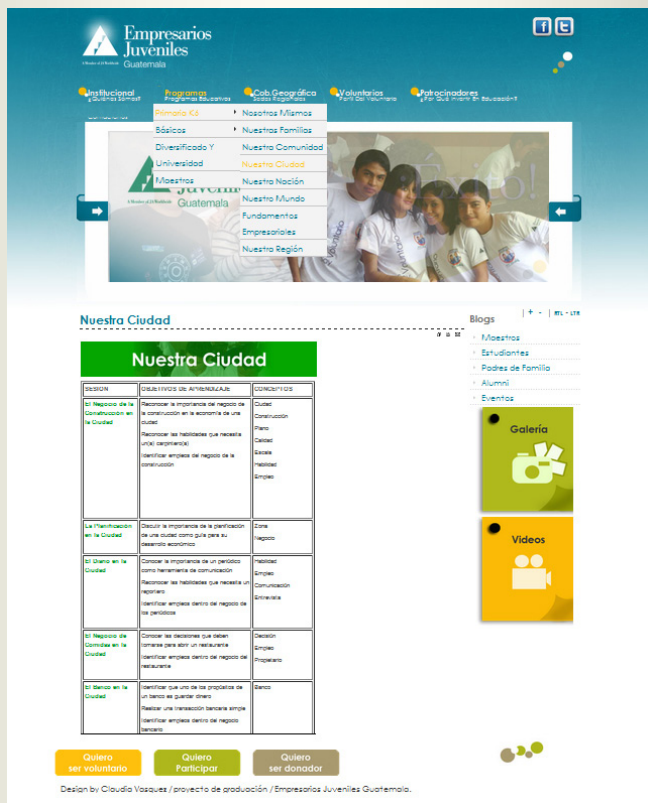 Empresarios
Juveniles
Guatemala
Institucional
¿Quiénes Sómos?
Programas
Programas Educativos
Cob.Geográfica
Sedes Regionales
Voluntarios
Perfil Del Voluntario
Patrocinadores
¿Por Qué Invertir En Educación?
Primaria K6
Básicos
Diversificado Y
Universidad
Maestros
Nosotros Mismos
Nuestras Familias
Nuestra Comunidad
Nuestra Ciudad
Nuestra Nación
Nuestro Mundo
Fundamentos
Empresariales
Nuestra Región
Guatemala
Éxito!
Nuestra Ciudad
Blogs
| + - | RTL - LTR
Maestros
Estudiantes
Padres de Familia
Alumni
Eventos
Galería
Videos
Nuestra Ciudad
SESIÓN OBJETIVOS DE APRENDIZAJE CONCEPTOS
El Negocio de la
Construcción en
la Ciudad
Reconocer la importancia del negocio de
la construcción en la economía de una
ciudad
Reconocer las habilidades que necesita
un(a) carpintero(a)
Identificar empleos del negocio de la
construcción
Ciudad
Construcción
Plano
Calidad
Escala
Habilidad
Empleo
La Planificación
en la Ciudad
Discutir la importancia de la planificación
de una ciudad como guía para su
desarrollo económico
Zona
Negocio
El Diario en la
Ciudad
Conocer la importancia de un periódico
como herramienta de comunicación
Reconocer las habilidades que necesita un
reportero
Identificar empleos dentro del negocio de
los periódicos
Habilidad
Empleo
Comunicación
Entrevista
El Negocio de
Comidas en la
Ciudad
Conocer las decisiones que deben
tomarse para abrir un restaurante
Identificar empleos dentro del negocio del
restaurante
Decisión
Empleo
Propietario
El Banco en la
Ciudad
Identificar que uno de los propósitos de
un banco es guardar dinero
Realizar una transacción bancaria simple
Identificar empleos dentro del negocio
bancario
Banco
Quiero
ser voluntario
Quiero
Participar
Quiero
ser donador
Design by Claudia Vasquez / proyecto de graduación / Empresarios Juveniles Guatemala.